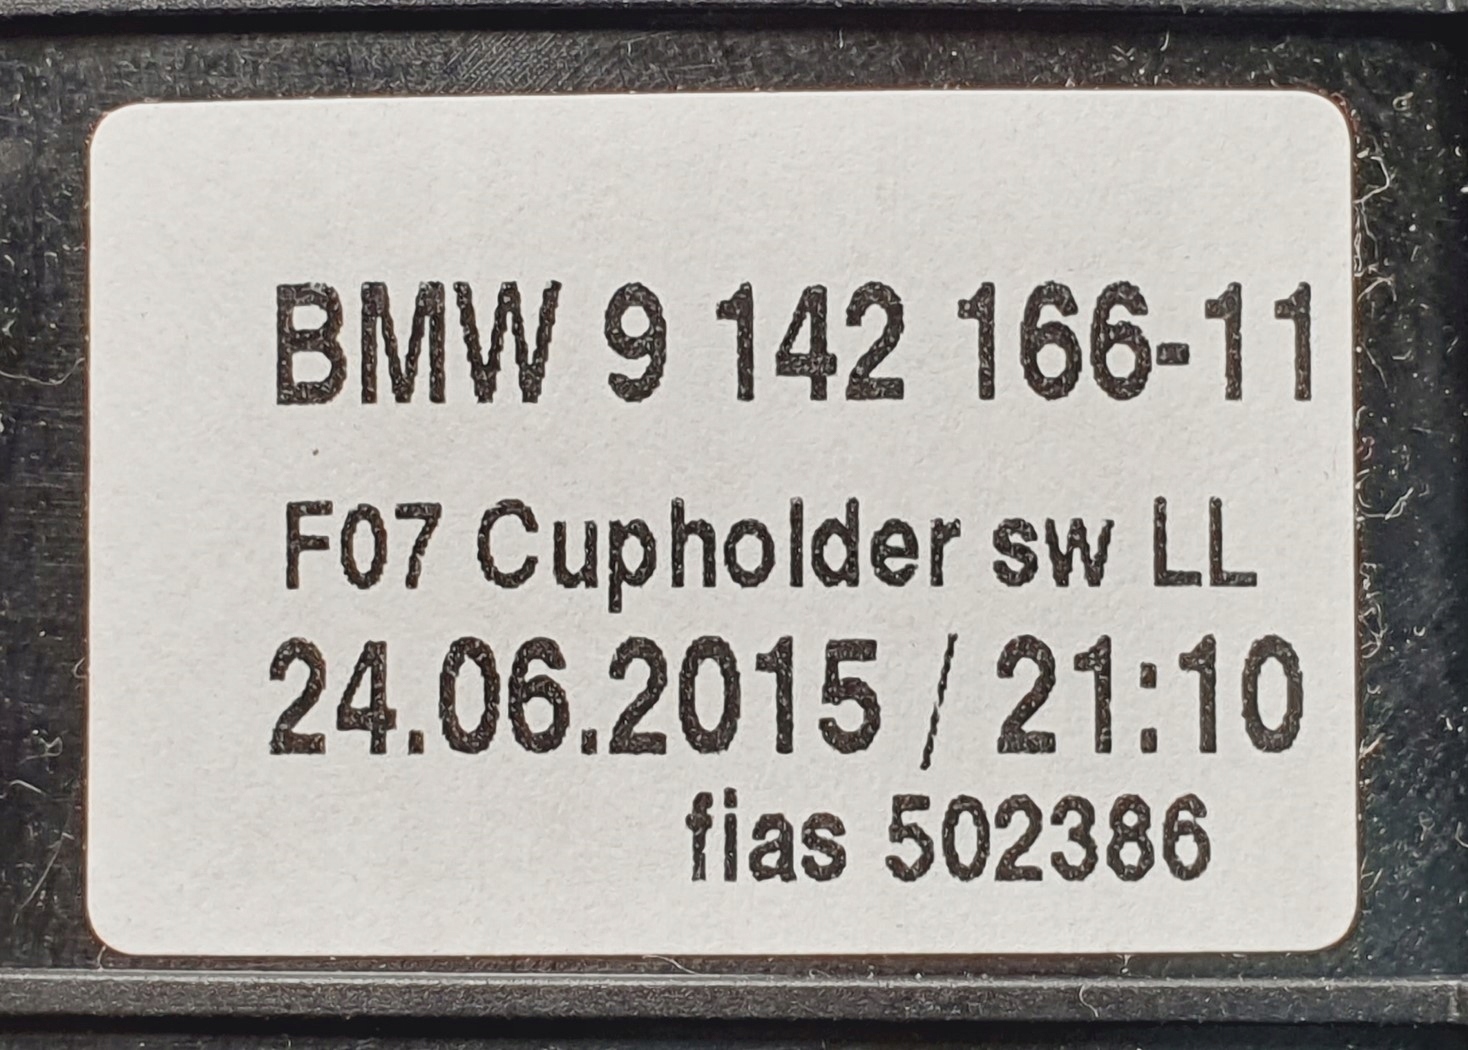 BMW 9 142 166-11
F07 Cupholder sw LL
24.06.2015 / 21:10
fias 502386